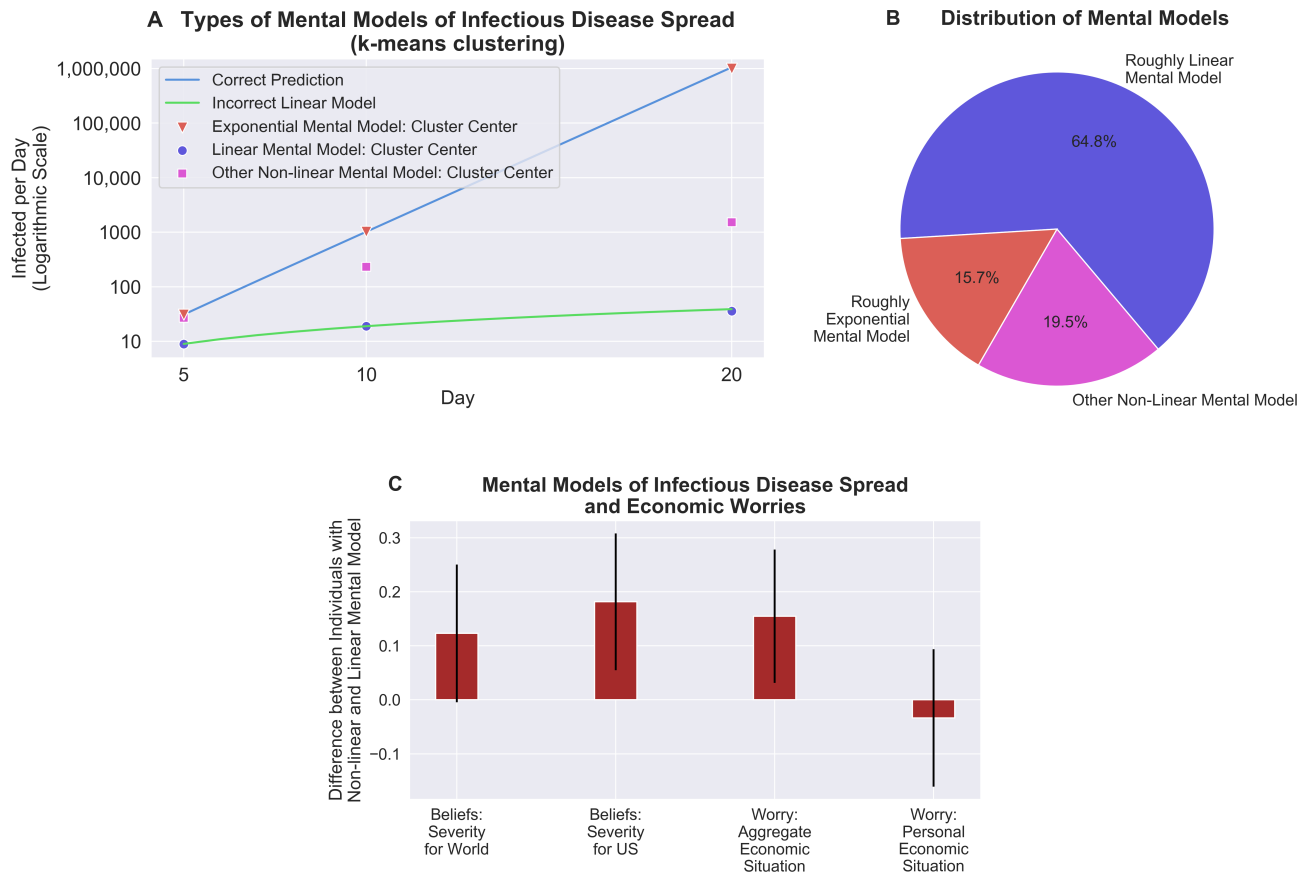 A
Types of Mental Models of Infectious Disease Spread
(k-means clustering)
Infected per Day
(Logarithmic Scale)
1,000,000
100,000
10,000
1000
100
10
Correct Prediction
Incorrect Linear Model
Exponential Mental Model: Cluster Center
Linear Mental Model: Cluster Center
Other Non-linear Mental Model: Cluster Center
5
10
20
Day
B
Distribution of Mental Models
Roughly Linear
Mental Model
64.8%
15.7%
19.5%
Roughly
Exponential
Mental Model
Other Non-Linear Mental Model
C
Mental Models of Infectious Disease Spread
and Economic Worries
Difference between Individuals with
Non-linear and Linear Mental Model
0.3
0.2
0.1
0.0
−0.1
Beliefs:
Severity
for World
Beliefs:
Severity
for US
Worry:
Aggregate
Economic
Situation
Worry:
Personal
Economic
Situation